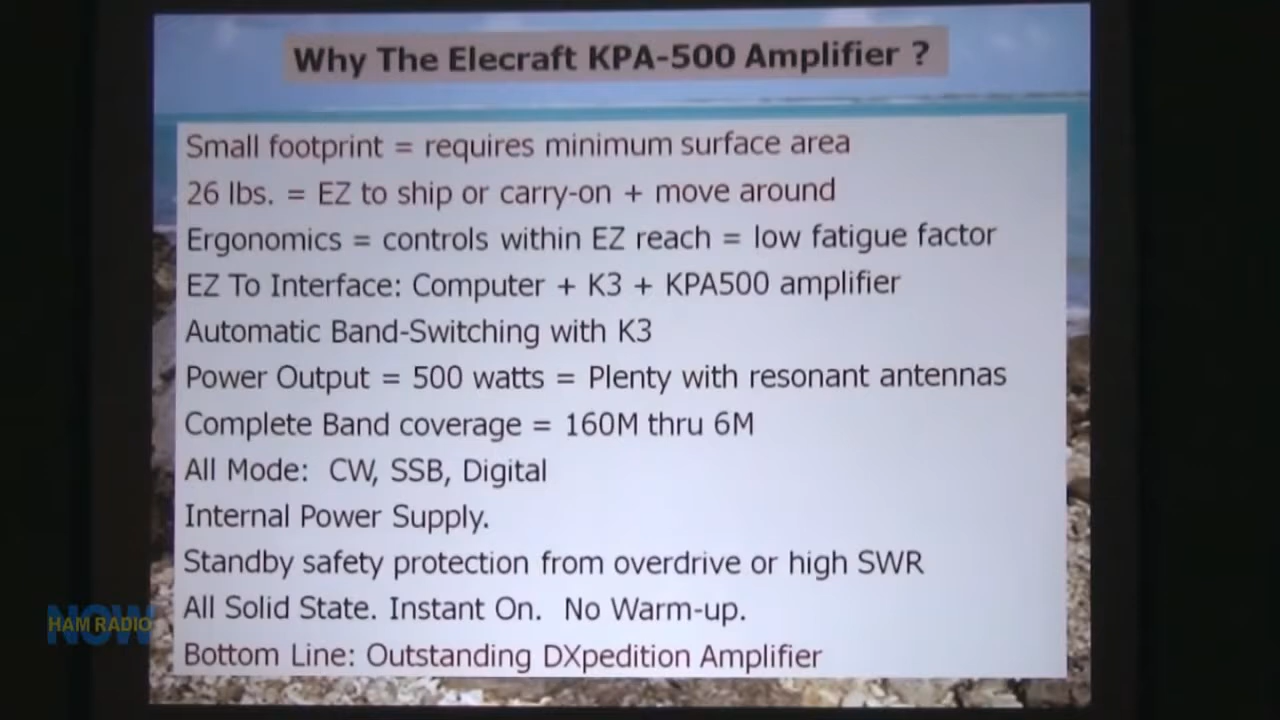 Why The Elecraft KPA-500 Amplifier ?
Small footprint = requires minimum surface area
26 lbs. = EZ to ship or carry-on + move around
Ergonomics = controls within EZ reach = low fatigue factor
EZ To Interface: Computer + K3 + KPA500 amplifier
Automatic Band-Switching with K3
Power Output = 500 watts = Plenty with resonant antennas
Complete Band coverage = 160M thru 6M
All Mode:  CW, SSB, Digital
Internal Power Supply.
Standby safety protection from overdrive or high SWR
All Solid State. Instant On.  No Warm-up.
Bottom Line: Outstanding DXpedition Amplifier
NOW
HAM RADIO